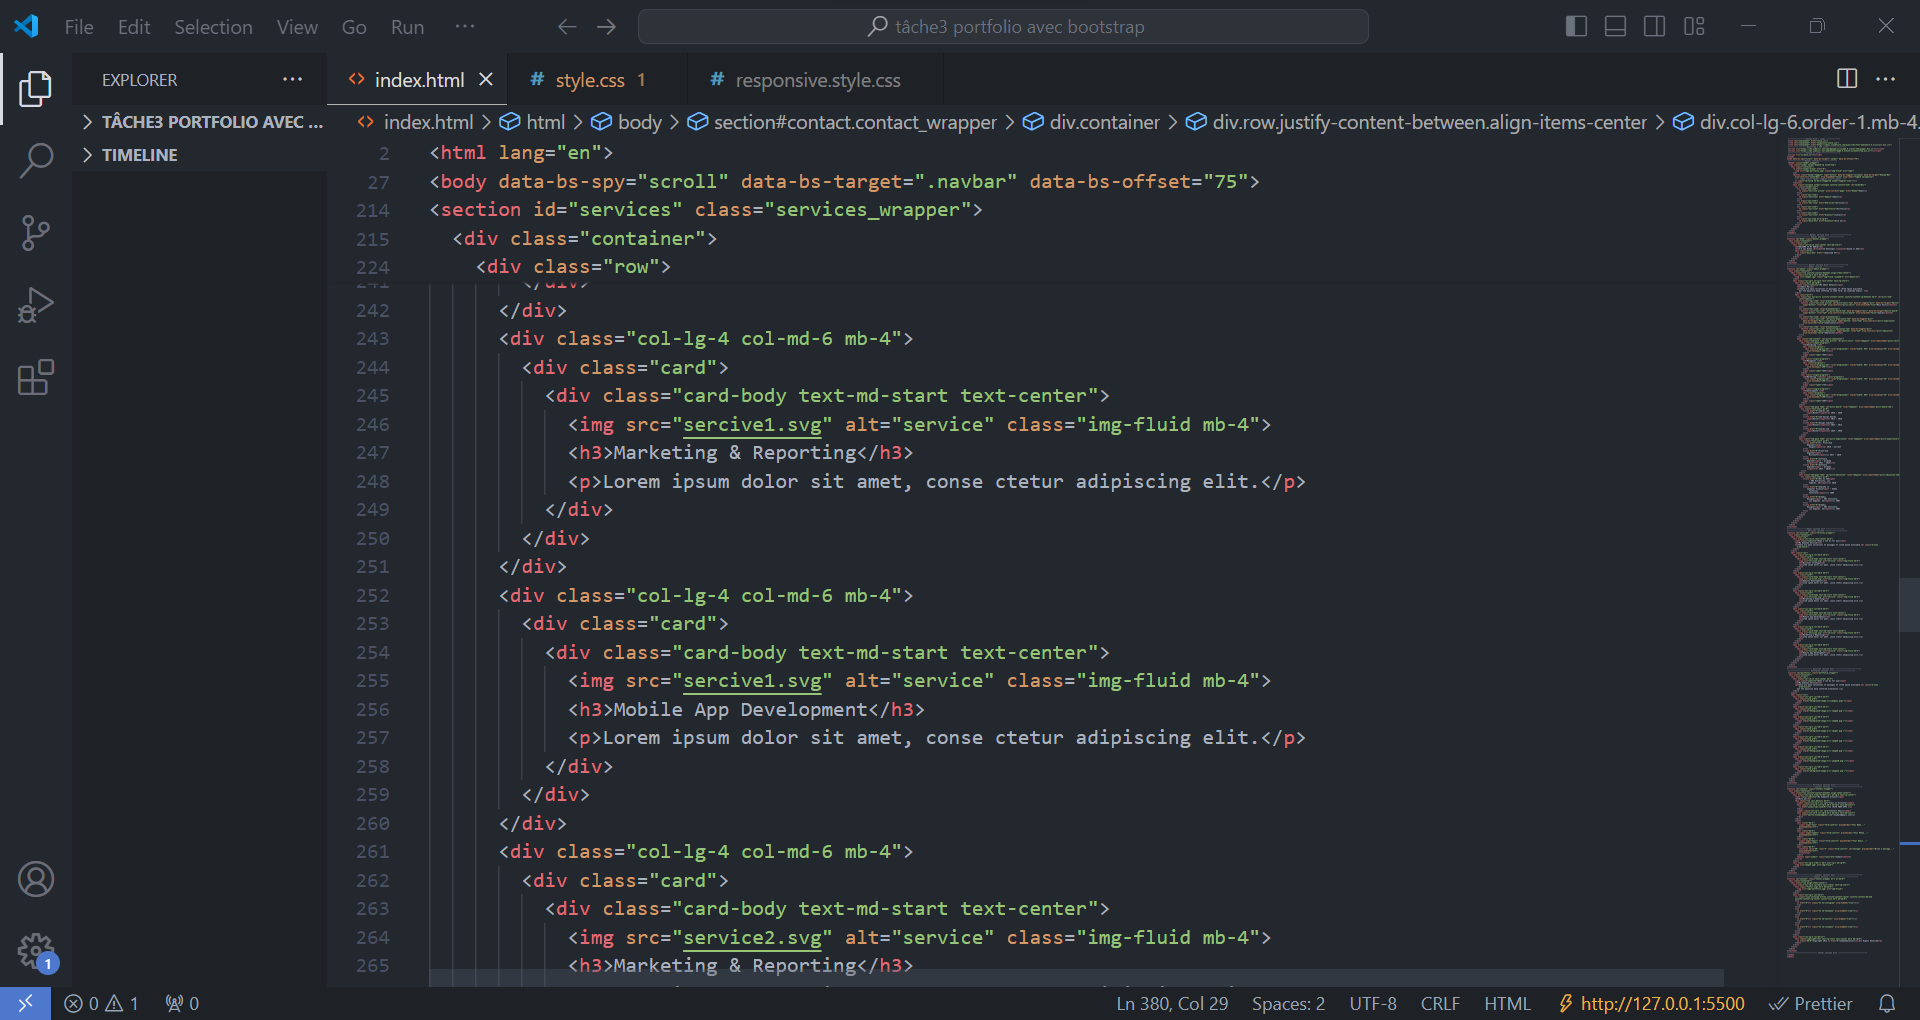 File Edit Selection View Go Run ··· tâche3 portfolio avec bootstrap
EXPLORER ···
TÂCHE3 PORTFOLIO AVEC ...
TIMELINE
index.html style.css 1 responsive.style.css
index.html > html > body > section#contact.contact_wrapper > div.container > div.row.justify-content-between.align-items-center > div.col-lg-6.order-1.mb-4.
2 <html lang="en">
27 <body data-bs-spy="scroll" data-bs-target=".navbar" data-bs-offset="75">
214 <section id="services" class="services_wrapper">
215 <div class="container">
224 <div class="row">
241 </div>
242 </div>
243 <div class="col-lg-4 col-md-6 mb-4">
244 <div class="card">
245 <div class="card-body text-md-start text-center">
246 <img src="sercive1.svg" alt="service" class="img-fluid mb-4">
247 <h3>Marketing & Reporting</h3>
248 <p>Lorem ipsum dolor sit amet, conse ctetur adipiscing elit.</p>
249 </div>
250 </div>
251 </div>
252 <div class="col-lg-4 col-md-6 mb-4">
253 <div class="card">
254 <div class="card-body text-md-start text-center">
255 <img src="sercive1.svg" alt="service" class="img-fluid mb-4">
256 <h3>Mobile App Development</h3>
257 <p>Lorem ipsum dolor sit amet, conse ctetur adipiscing elit.</p>
258 </div>
259 </div>
260 </div>
261 <div class="col-lg-4 col-md-6 mb-4">
262 <div class="card">
263 <div class="card-body text-md-start text-center">
264 <img src="service2.svg" alt="service" class="img-fluid mb-4">
265 <h3>Marketing & Reporting</h3>
1
0 1 0 Ln 380, Col 29 Spaces: 2 UTF-8 CRLF HTML http://127.0.0.1:5500 Prettier